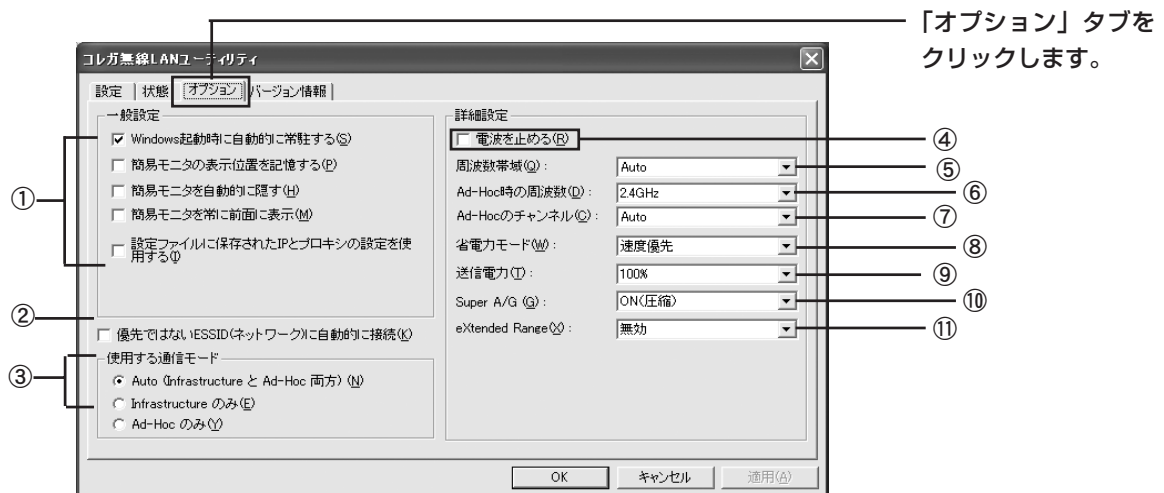 「オプション」タブを
クリックします。
コレガ無線LANユーティリティ
設定 状態 オプション バージョン情報
一般設定
Windows起動時に自動的に常駐する(S)
簡易モニタの表示位置を記憶する(P)
簡易モニタを自動的に隠す(H)
簡易モニタを常に前面に表示(M)
設定ファイルに保存されたIPとプロキシの設定を使
用する(I)
①
②
優先ではないESSID(ネットワーク)に自動的に接続(K)
③
使用する通信モード
Auto (Infrastructure と Ad-Hoc 両方) (N)
Infrastructure のみ(E)
Ad-Hoc のみ(Y)
詳細設定
電波を止める(R) ④
周波数帯域(Q) : Auto ⑤
Ad-Hoc時の周波数(D) : 2.4GHz ⑥
Ad-Hocのチャンネル(C) : Auto ⑦
省電力モード(W) : 速度優先 ⑧
送信電力(T) : 100% ⑨
Super A/G (G) : ON(圧縮) ⑩
eXtended Range(X) : 無効 ⑪
OK キャンセル 適用(A)